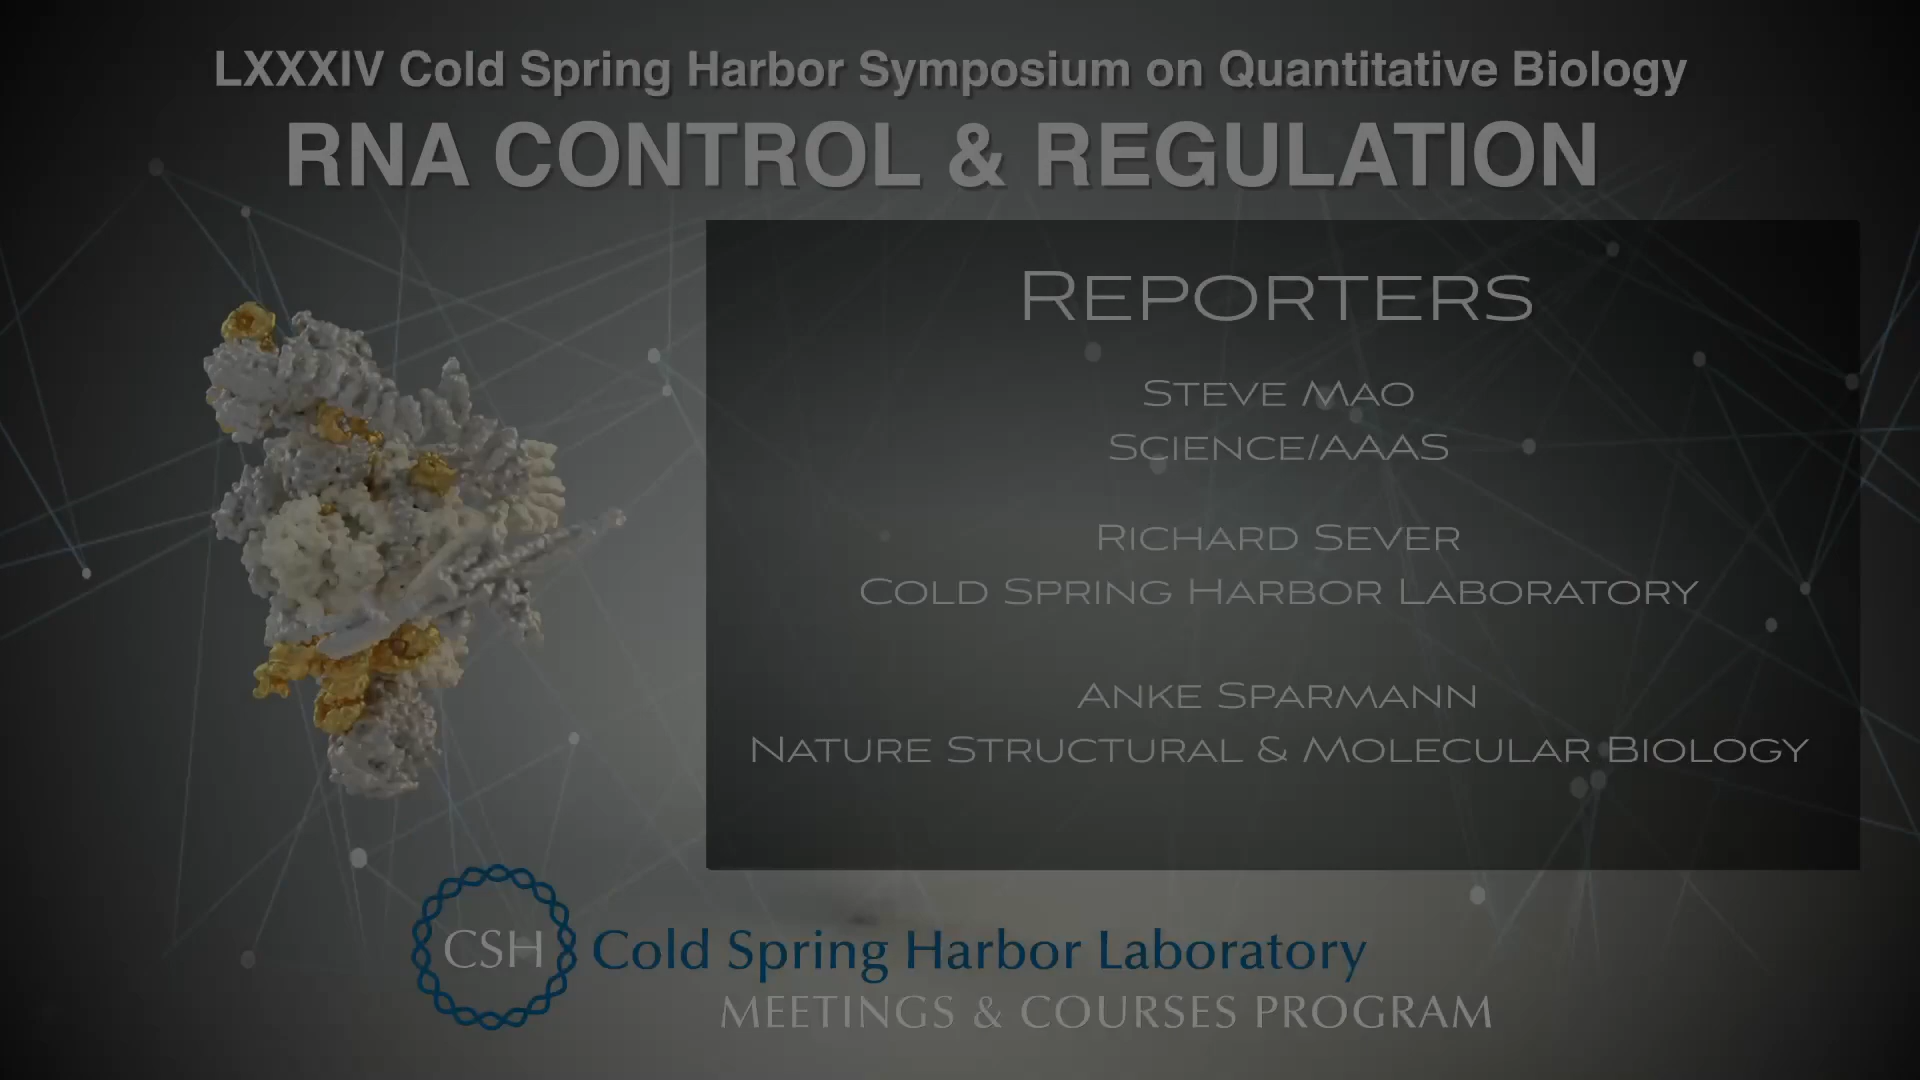 LXXXIV Cold Spring Harbor Symposium on Quantitative Biology
RNA CONTROL & REGULATION
REPORTERS
STEVE MAO
SCIENCE/AAAS
RICHARD SEVER
COLD SPRING HARBOR LABORATORY
ANKE SPARMANN
NATURE STRUCTURAL & MOLECULAR BIOLOGY
CSH Cold Spring Harbor Laboratory
MEETINGS & COURSES PROGRAM